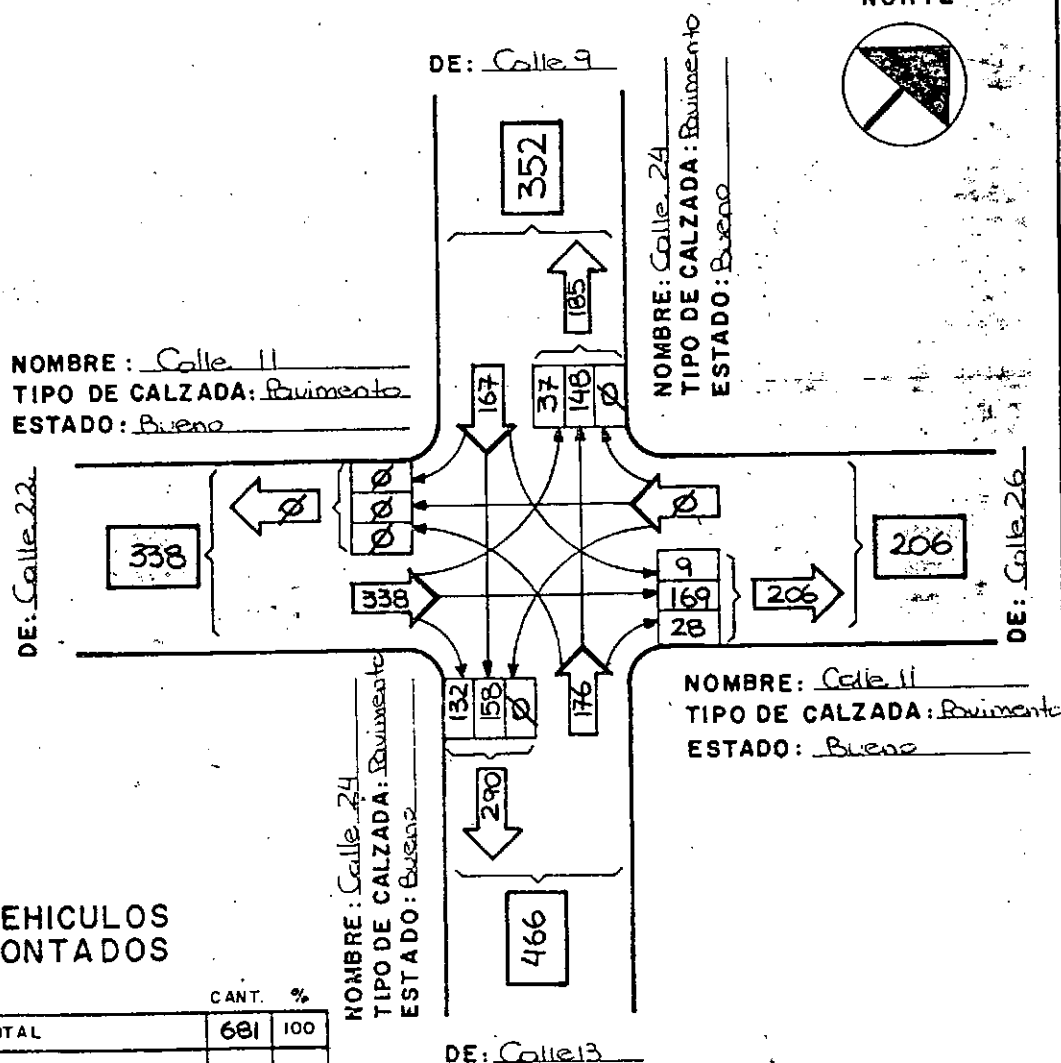 NORTE
DE: Calle 9
352
NOMBRE: Calle 24
TIPO DE CALZADA: Pavimento
ESTADO: Bueno
185
NOMBRE: Calle 11
TIPO DE CALZADA: Pavimento
ESTADO: Bueno
167
37 148 Ø
DE: Calle 22
338
Ø
Ø
Ø
Ø
Ø
338
9
169
28
206
206
DE: Calle 26
132 158 Ø
176
290
NOMBRE: Calle 11
TIPO DE CALZADA: Pavimento
ESTADO: Bueno
NOMBRE: Calle 24
TIPO DE CALZADA: Pavimento
ESTADO: Bueno
466
EHICULOS
ONTADOS
CANT. %
TAL 681 100
DE: Calle 13